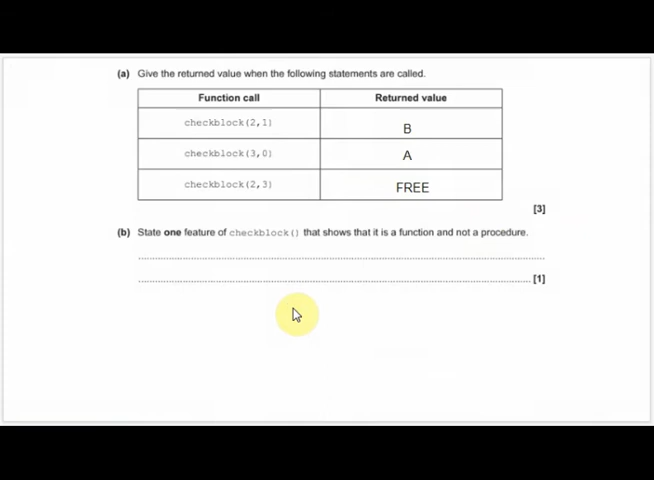 (a) Give the returned value when the following statements are called.
Function call Returned value
checkblock(2,1) B
checkblock(3,0) A
checkblock(2,3) FREE
[3]
(b) State one feature of checkblock() that shows that it is a function and not a procedure.
[1]